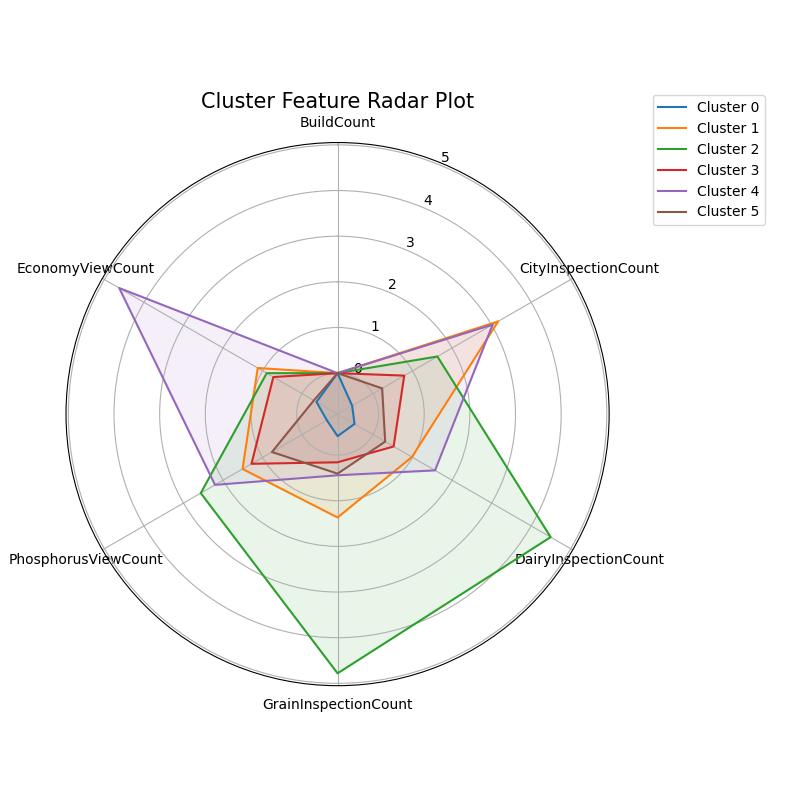 Cluster Feature Radar Plot
BuildCount
Cluster 0
Cluster 1
Cluster 2
Cluster 3
Cluster 4
Cluster 5
5
4
3
2
1
0
EconomyViewCount
CityInspectionCount
PhosphorusViewCount
DairyInspectionCount
GrainInspectionCount